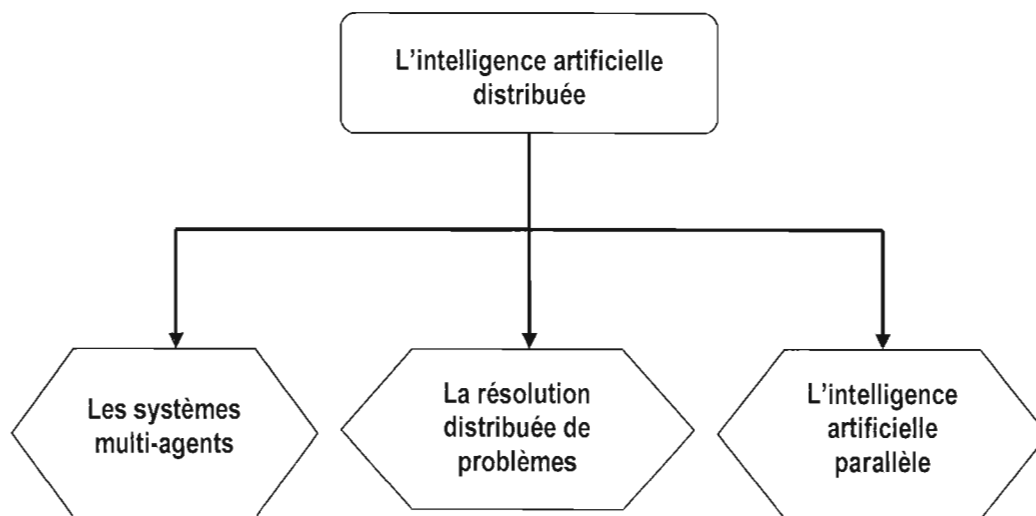 L'intelligence artificielle
distribuée
Les systèmes
multi-agents
La résolution
distribuée de
problèmes
L'intelligence
artificielle
parallèle